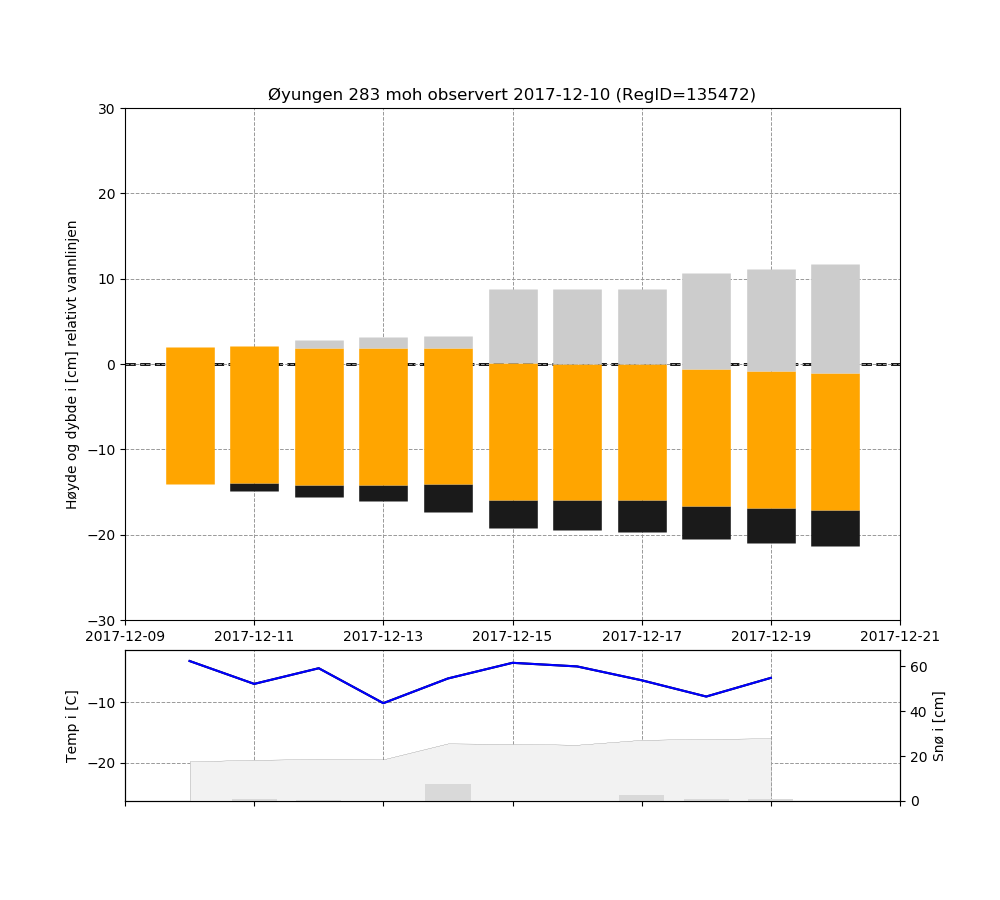 Øyungen 283 moh observert 2017-12-10 (RegID=135472)
Høyde og dybde i [cm] relativt vannlinjen
30
20
10
0
−10
−20
−30
2017-12-09 2017-12-11 2017-12-13 2017-12-15 2017-12-17 2017-12-19 2017-12-21
Temp i [C]
−10
−20
60
40
20
0
Snø i [cm]